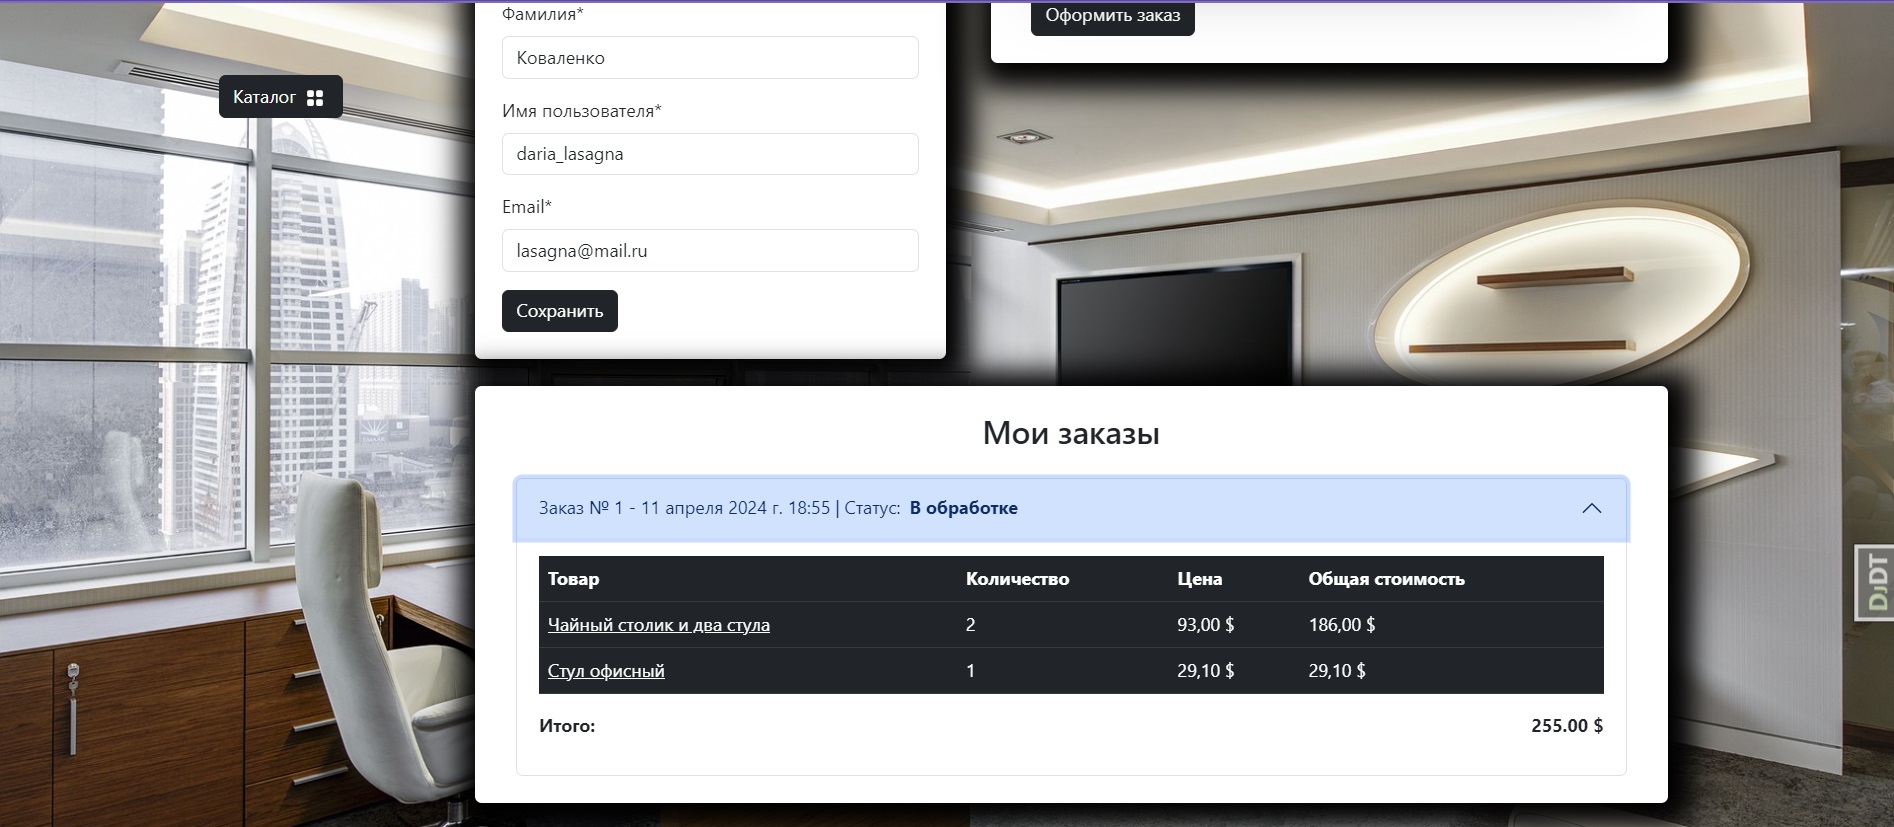 Фамилия*
Коваленко
Оформить заказ
Каталог
Имя пользователя*
daria_lasagna
Email*
lasagna@mail.ru
Сохранить
Мои заказы
Заказ № 1 - 11 апреля 2024 г. 18:55 | Статус: В обработке
Товар Количество Цена Общая стоимость
Чайный столик и два стула 2 93,00 $ 186,00 $
Стул офисный 1 29,10 $ 29,10 $
Итого: 255.00 $
DJDT